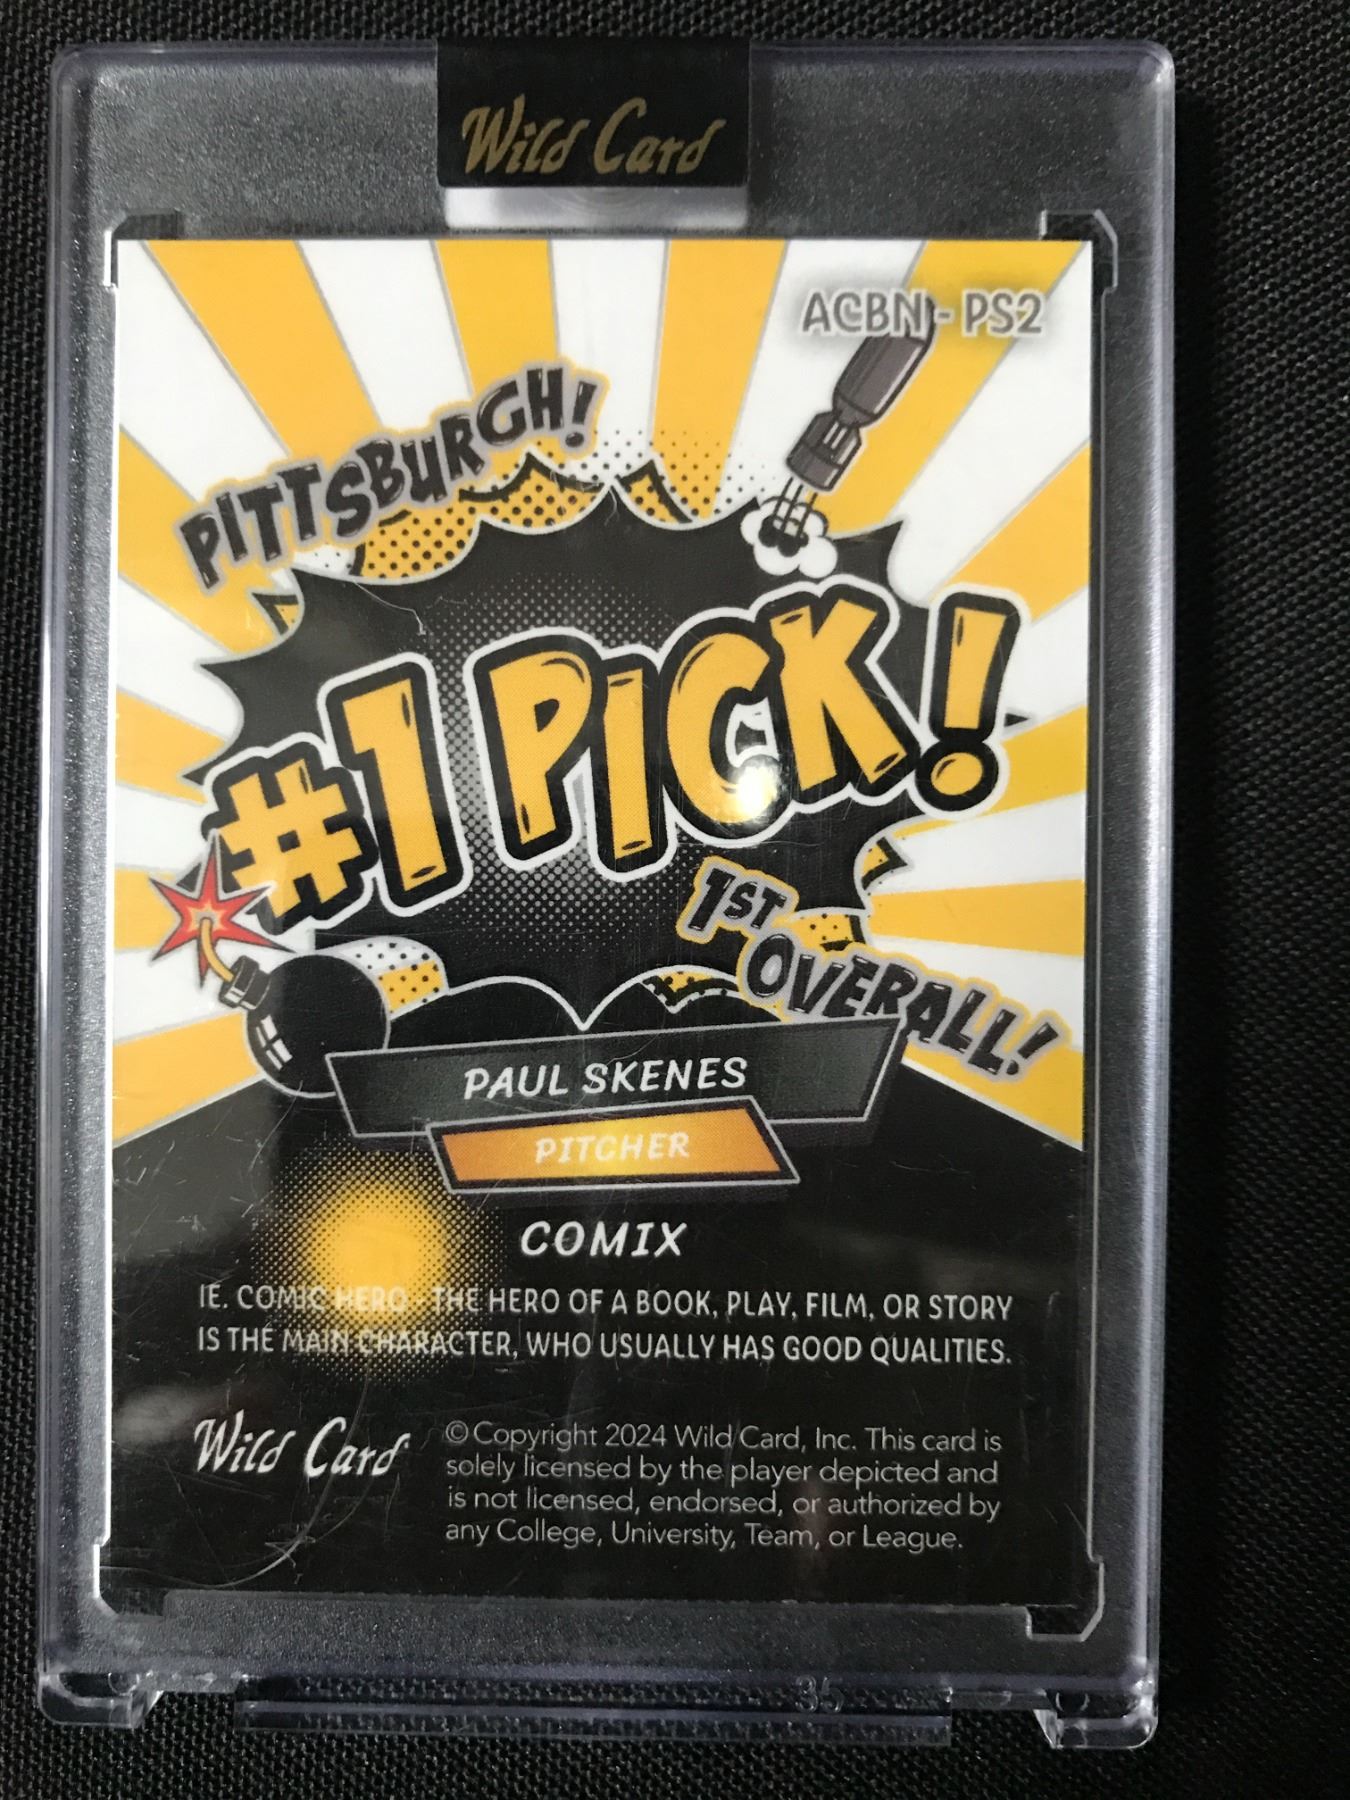 Wild Card
ACBN - PS2
PITTSBURGH!
#1 PICK!
1ST
OVERALL!
PAUL SKENES
PITCHER
COMIX
IE. COMIC HERO - THE HERO OF A BOOK, PLAY, FILM, OR STORY
IS THE MAIN CHARACTER, WHO USUALLY HAS GOOD QUALITIES.
Wild Card
© Copyright 2024 Wild Card, Inc. This card is
solely licensed by the player depicted and
is not licensed, endorsed, or authorized by
any College, University, Team, or League.
35